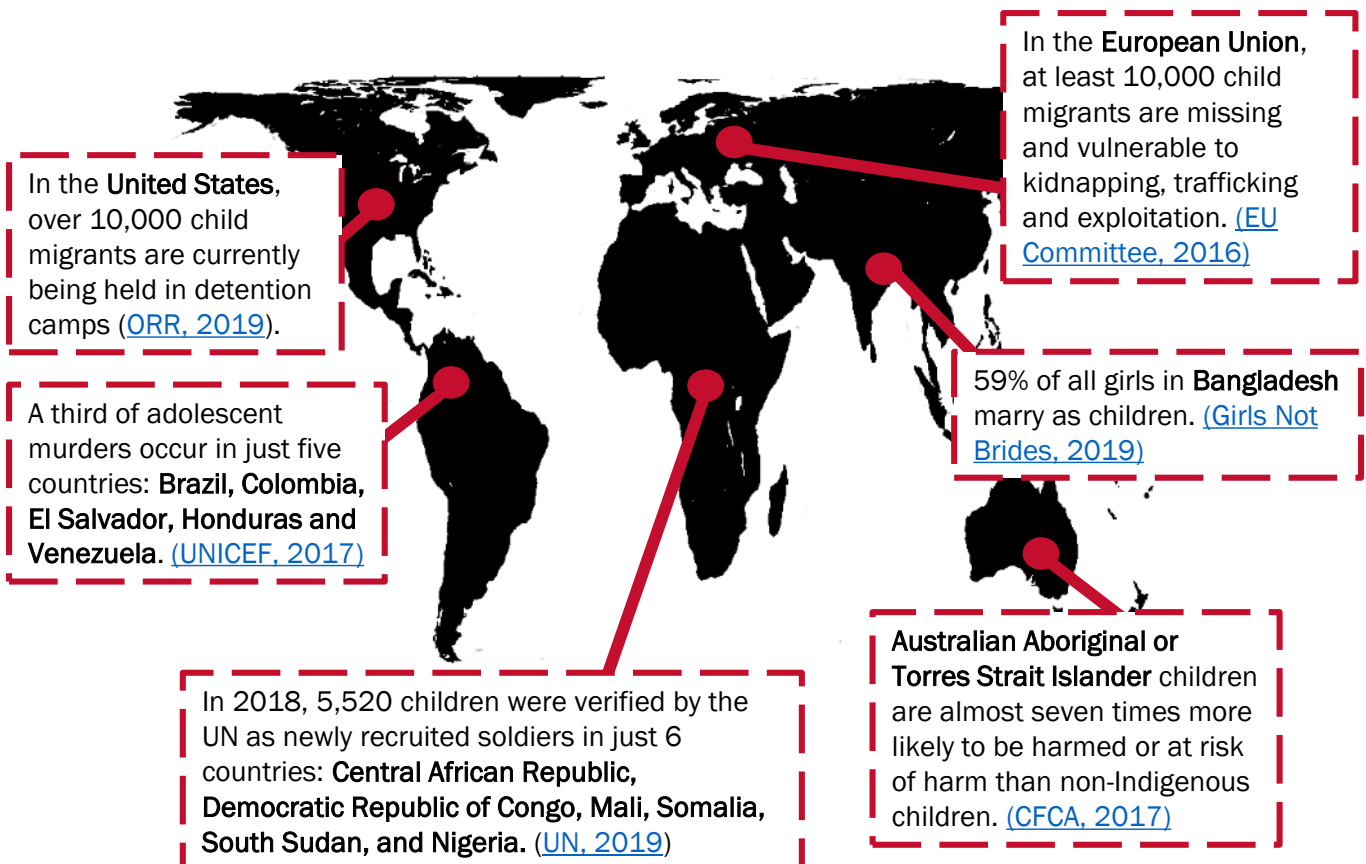 In the European Union,
at least 10,000 child
migrants are missing
and vulnerable to
kidnapping, trafficking
and exploitation. (EU
Committee, 2016)
In the United States,
over 10,000 child
migrants are currently
being held in detention
camps (ORR, 2019).
59% of all girls in Bangladesh
marry as children. (Girls Not
Brides, 2019)
A third of adolescent
murders occur in just five
countries: Brazil, Colombia,
El Salvador, Honduras and
Venezuela. (UNICEF, 2017)
Australian Aboriginal or
Torres Strait Islander children
are almost seven times more
likely to be harmed or at risk
of harm than non-Indigenous
children. (CFCA, 2017)
In 2018, 5,520 children were verified by the
UN as newly recruited soldiers in just 6
countries: Central African Republic,
Democratic Republic of Congo, Mali, Somalia,
South Sudan, and Nigeria. (UN, 2019)